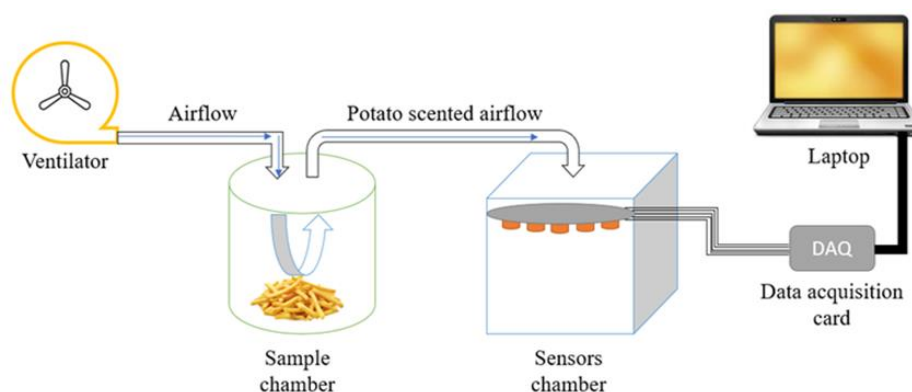 Ventilator
Airflow
Potato scented airflow
Sample
chamber
Sensors
chamber
DAQ
Data acquisition
card
Laptop